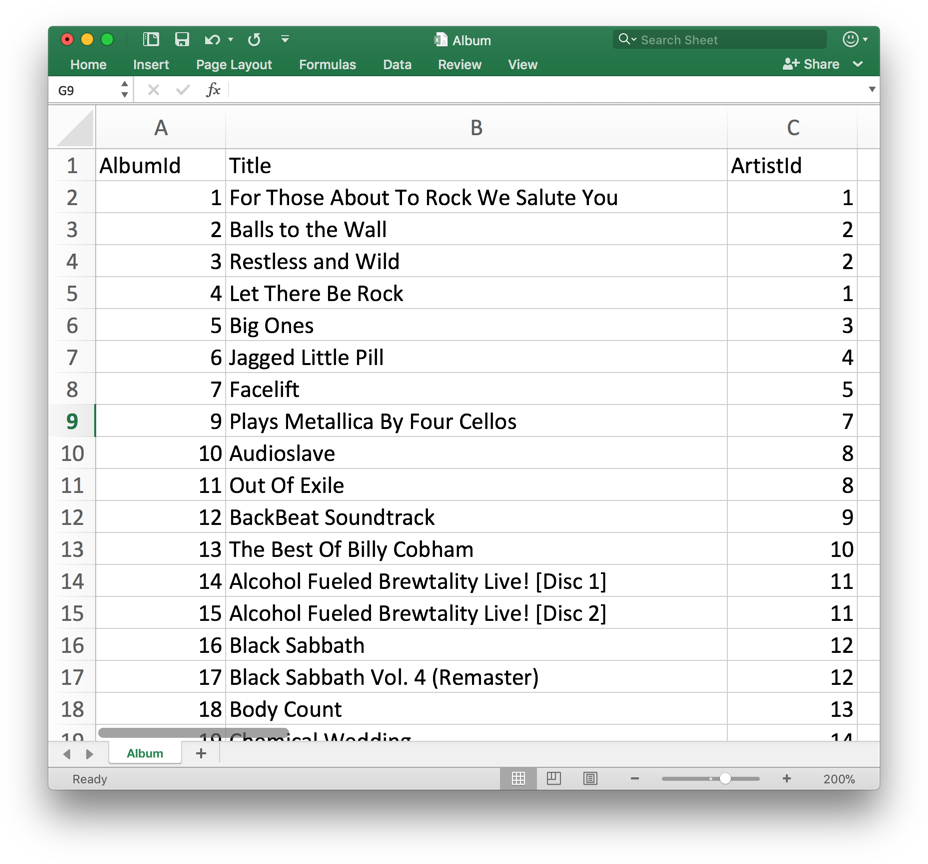 Album
Search Sheet
Home Insert Page Layout Formulas Data Review View Share
G9 fx
A B C
1 AlbumId Title ArtistId
2 1 For Those About To Rock We Salute You 1
3 2 Balls to the Wall 2
4 3 Restless and Wild 2
5 4 Let There Be Rock 1
6 5 Big Ones 3
7 6 Jagged Little Pill 4
8 7 Facelift 5
9 9 Plays Metallica By Four Cellos 7
10 10 Audioslave 8
11 11 Out Of Exile 8
12 12 BackBeat Soundtrack 9
13 13 The Best Of Billy Cobham 10
14 14 Alcohol Fueled Brewtality Live! [Disc 1] 11
15 15 Alcohol Fueled Brewtality Live! [Disc 2] 11
16 16 Black Sabbath 12
17 17 Black Sabbath Vol. 4 (Remaster) 12
18 18 Body Count 13
19 19 Chemical Wedding 14
Album +
Ready − + 200%